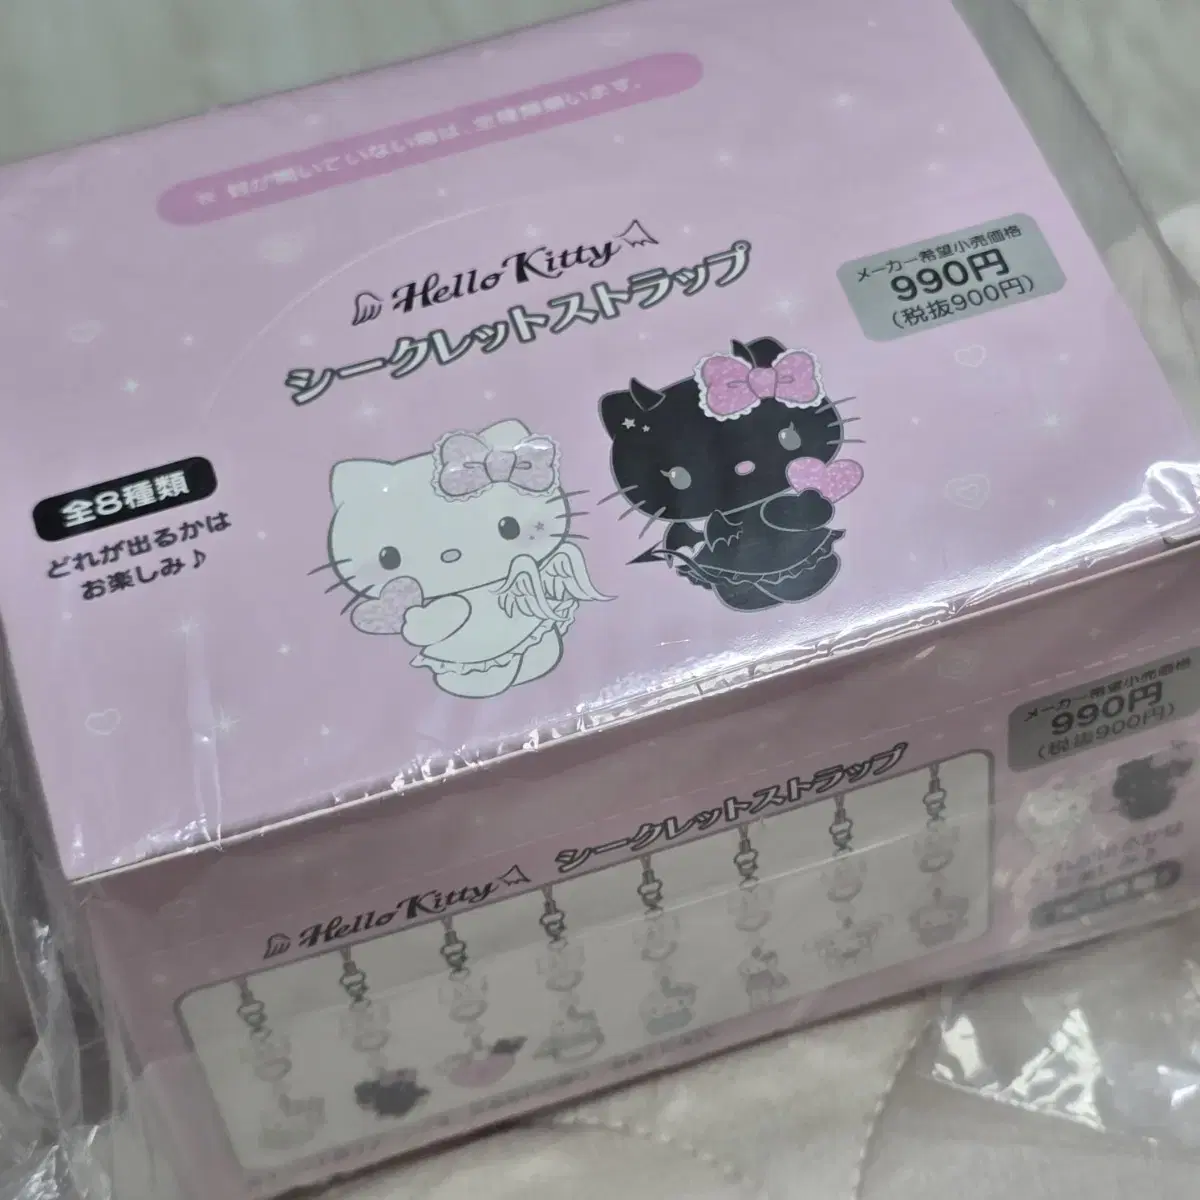 Hello Kitty
シークレットストラップ
メーカー希望小売価格
990円
(税抜900円)
全8種類
どれが出るかは
お楽しみ♪
Hello Kitty
シークレットストラップ
メーカー希望小売価格
990円
(税抜900円)